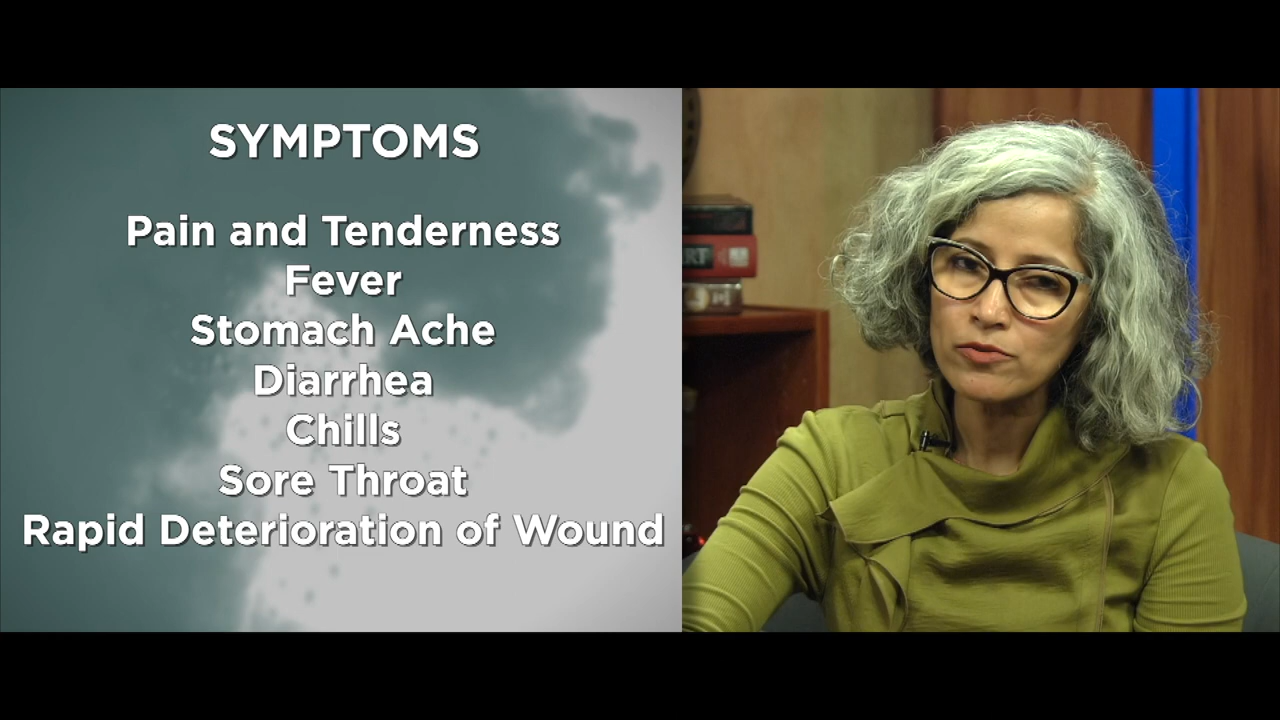 SYMPTOMS
Pain and Tenderness
Fever
Stomach Ache
Diarrhea
Chills
Sore Throat
Rapid Deterioration of Wound